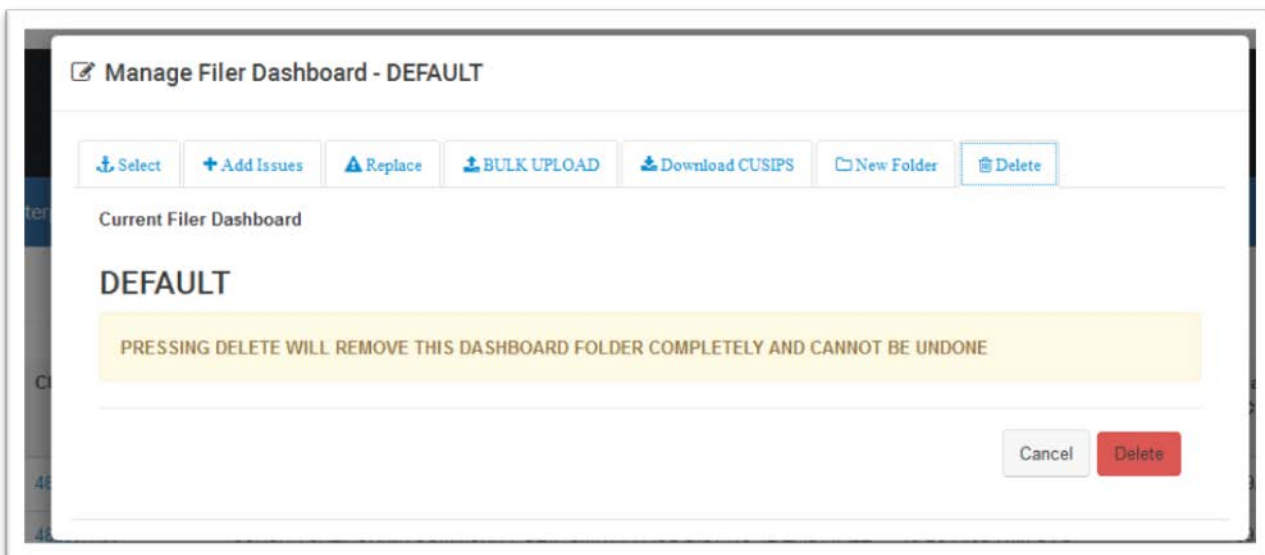 Manage Filer Dashboard - DEFAULT
Select Add Issues Replace BULK UPLOAD Download CUSIPS New Folder Delete
Current Filer Dashboard
DEFAULT
PRESSING DELETE WILL REMOVE THIS DASHBOARD FOLDER COMPLETELY AND CANNOT BE UNDONE
Cancel Delete